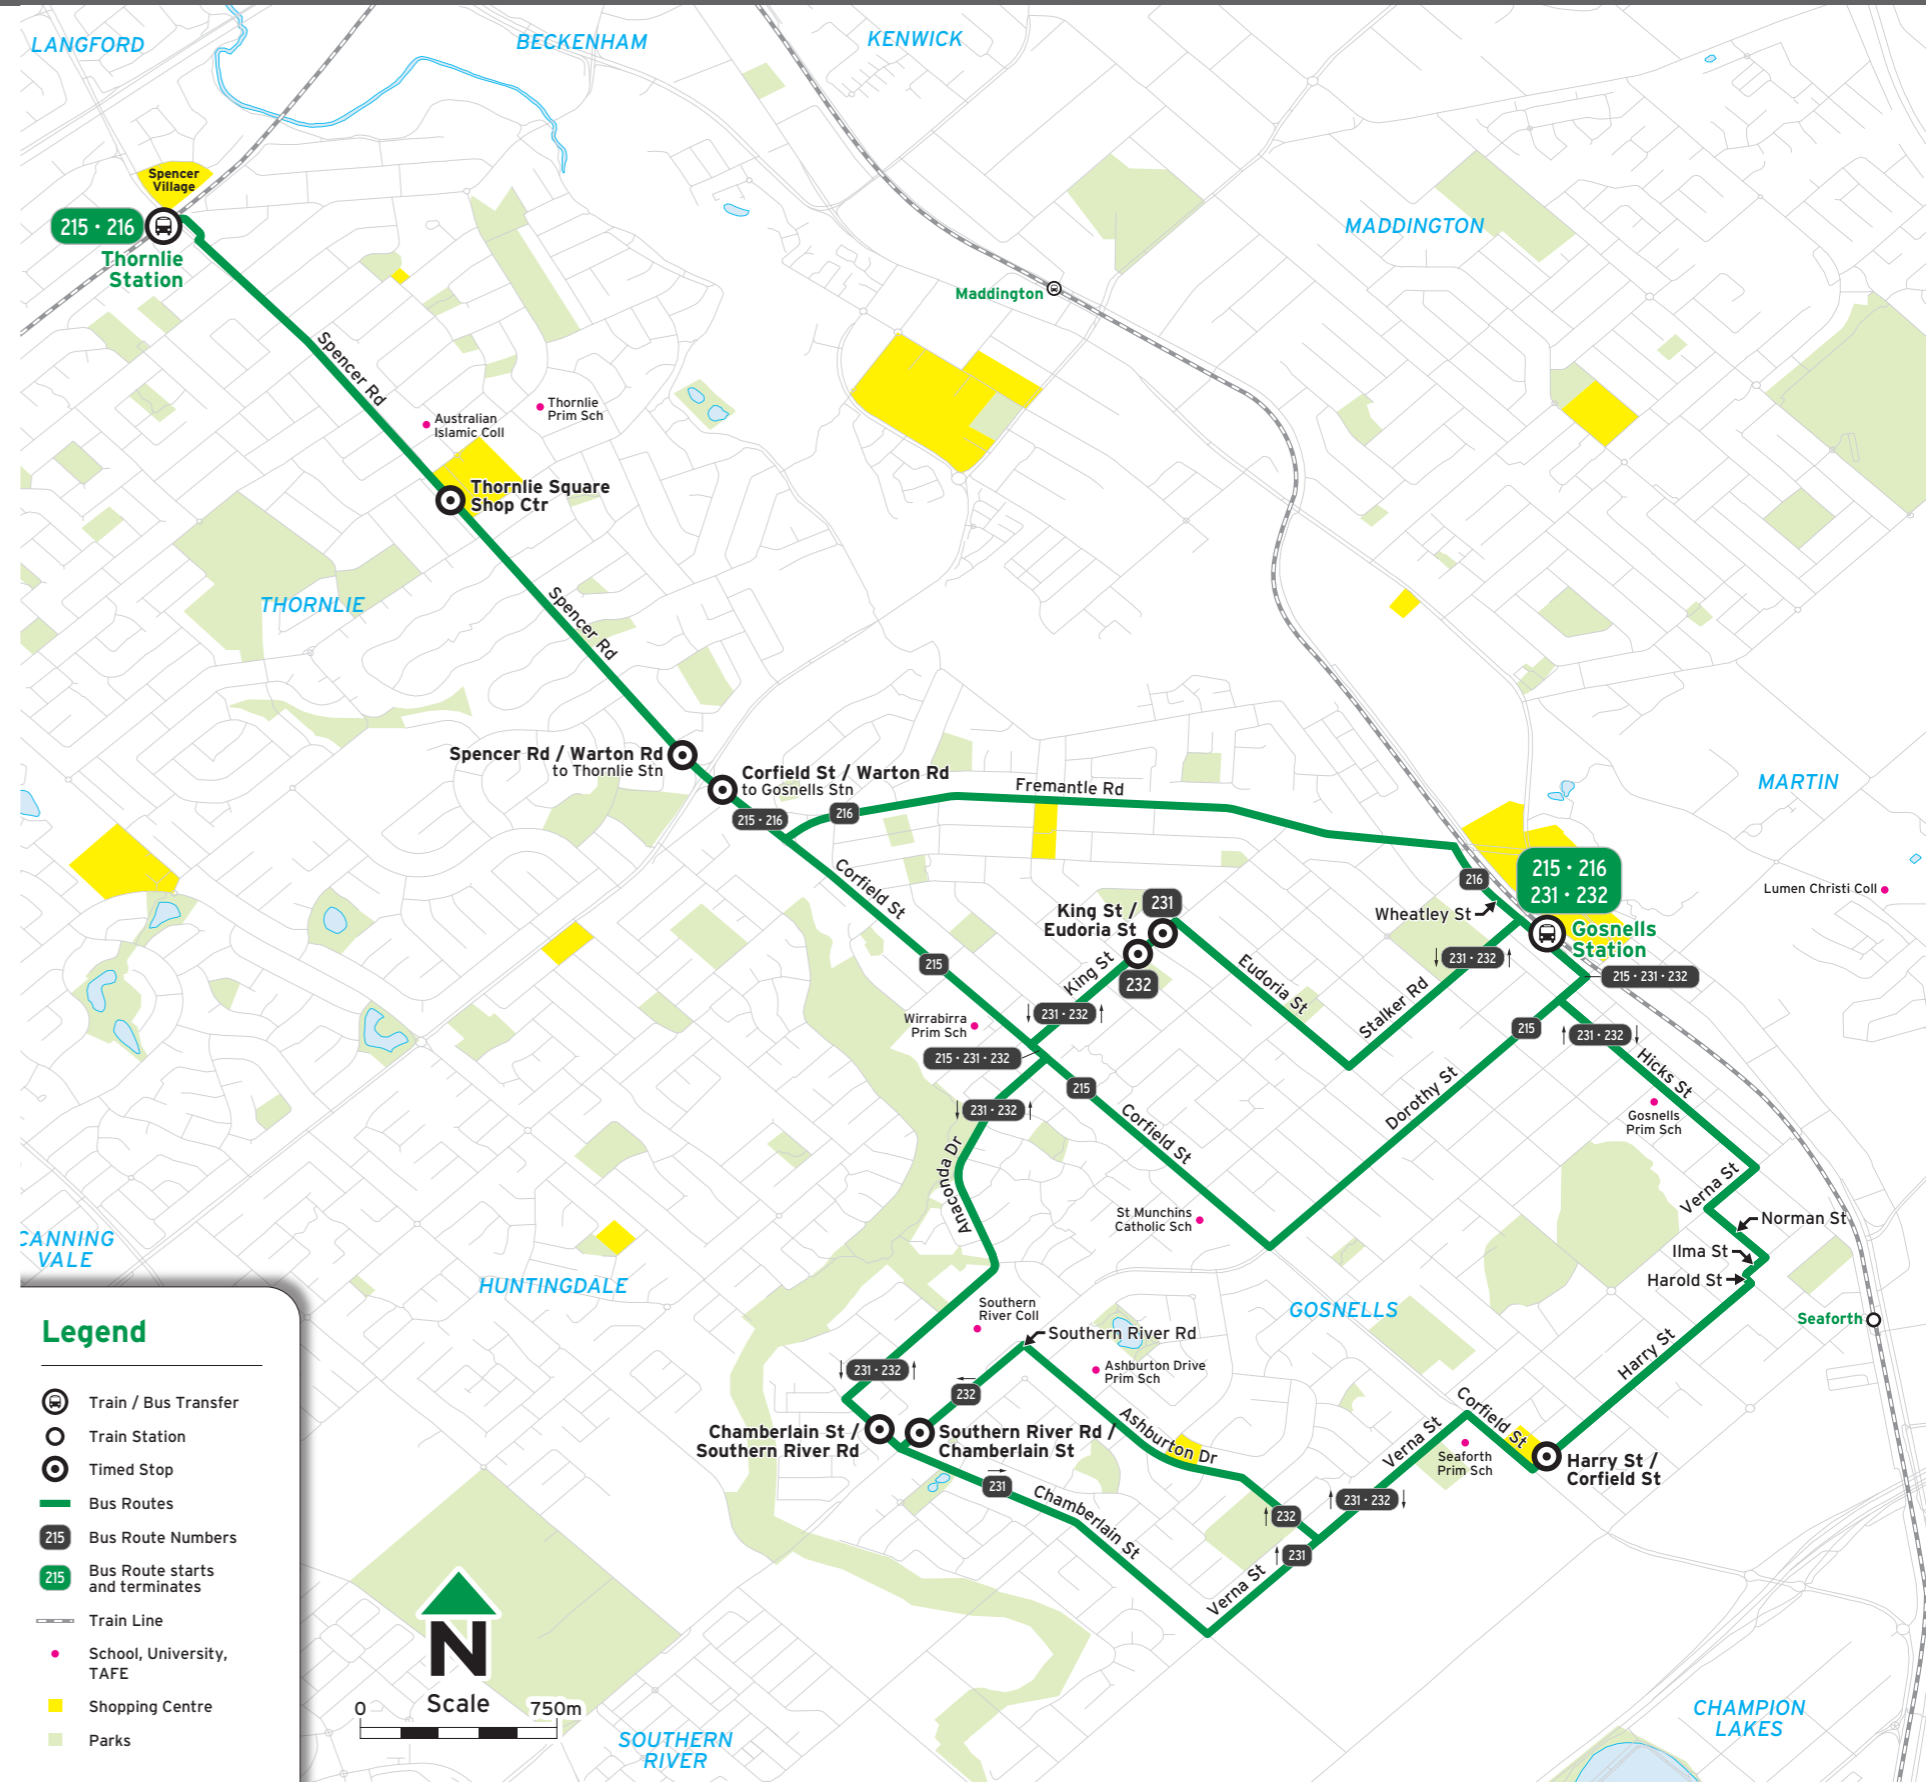 LANGFORD
BECKENHAM
KENWICK
Spencer
Village
215 · 216
Thornlie
Station
MADDINGTON
Maddington
Spencer Rd
Thornlie
Prim Sch
Australian
Islamic Coll
Thornlie Square
Shop Ctr
THORNLIE
Spencer Rd
Spencer Rd / Warton Rd
to Thornlie Stn
Corfield St / Warton Rd
to Gosnells Stn
215 · 216
216
Fremantle Rd
MARTIN
Corfield St
216
215 · 216
231 · 232
Lumen Christi Coll
King St /
Eudoria St
231
Wheatley St
Gosnells
Station
231 · 232
215 · 231 · 232
215
King St
232
Eudoria St
Stalker Rd
Wirrabirra
Prim Sch
231 · 232
215
231 · 232
215 · 231 · 232
215
Hicks St
231 · 232
Corfield St
Dorothy St
Gosnells
Prim Sch
Anaconda Dr
St Munchins
Catholic Sch
Verna St
Norman St
Ilma St
Harold St
CANNING
VALE
HUNTINGDALE
Southern
River Coll
GOSNELLS
Seaforth
Southern River Rd
Harry St
231 · 232
232
Ashburton Drive
Prim Sch
Ashburton Dr
Corfield St
Verna St
Chamberlain St /
Southern River Rd
Southern River Rd /
Chamberlain St
Seaforth
Prim Sch
Harry St /
Corfield St
231
Chamberlain St
231 · 232
232
231
Verna St
Legend
Train / Bus Transfer
Train Station
Timed Stop
Bus Routes
215
Bus Route Numbers
215
Bus Route starts
and terminates
Train Line
School, University,
TAFE
Shopping Centre
Parks
N
Scale
0
750m
SOUTHERN
RIVER
CHAMPION
LAKES